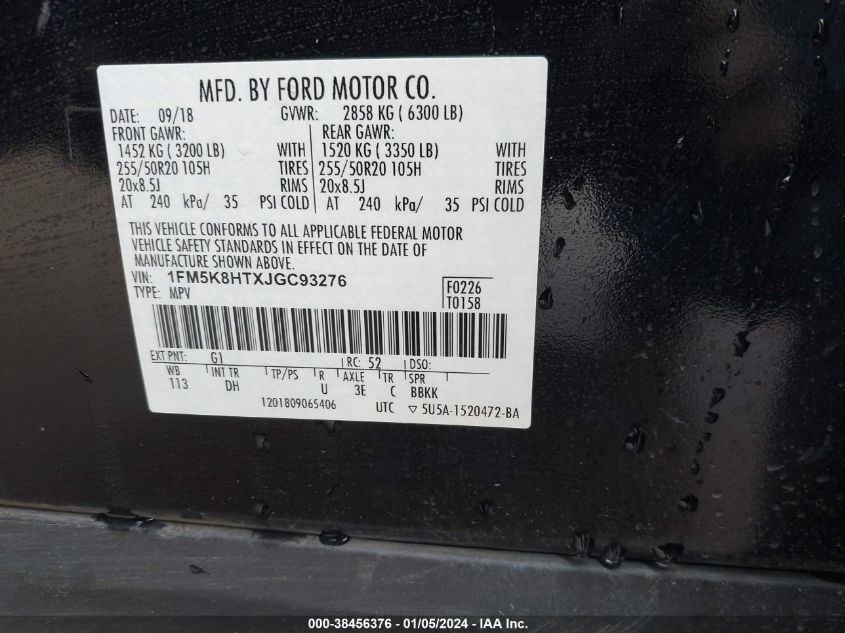 MFD. BY FORD MOTOR CO.
DATE: 09/18 GVWR: 2858 KG ( 6300 LB)
FRONT GAWR: REAR GAWR:
1452 KG ( 3200 LB) WITH 1520 KG ( 3350 LB) WITH
255/50R20 105H TIRES 255/50R20 105H TIRES
20x8.5J RIMS 20x8.5J RIMS
AT 240 kPa/ 35 PSI COLD AT 240 kPa/ 35 PSI COLD
THIS VEHICLE CONFORMS TO ALL APPLICABLE FEDERAL MOTOR
VEHICLE SAFETY STANDARDS IN EFFECT ON THE DATE OF
MANUFACTURE SHOWN ABOVE.
VIN: 1FM5K8HTXJGC93276 F0226
TYPE: MPV T0158
EXT PNT: G1 RC: 52 DSO:
WB INT TR TP/PS R AXLE TR SPR
113 DH U 3E C BBKK
1201809065406 UTC ▽ 5U5A-1520472-BA
000-38456376 - 01/05/2024 - IAA